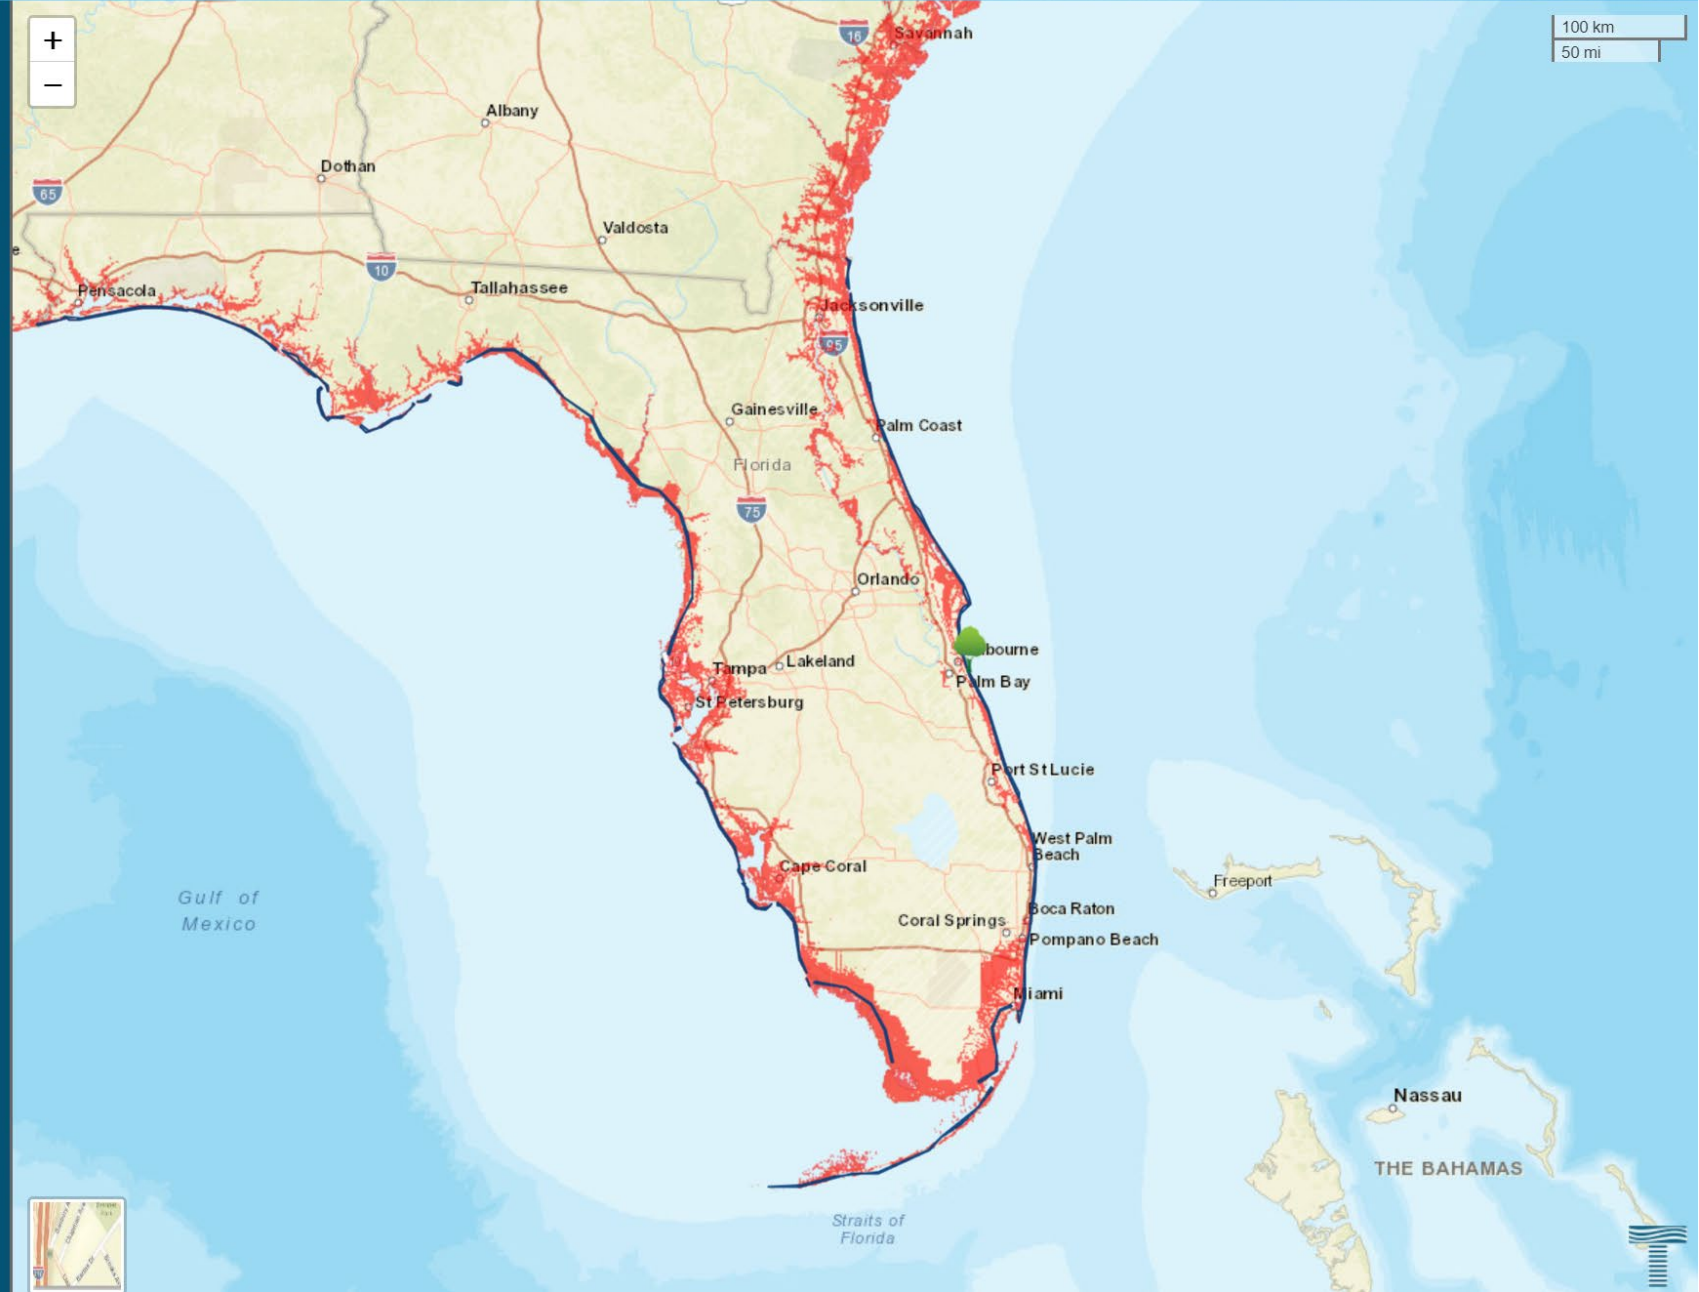 +
−
100 km
50 mi
16
Savannah
Albany
Dothan
65
Valdosta
e
10
Tallahassee
Pensacola
Jacksonville
95
Gainesville
Palm Coast
Florida
75
Orlando
bourne
Tampa
Lakeland
Palm Bay
St Petersburg
Port St Lucie
West Palm
Beach
Cape Coral
Freeport
Gulf of
Mexico
Boca Raton
Coral Springs
Pompano Beach
Miami
Nassau
THE BAHAMAS
Straits of
Florida